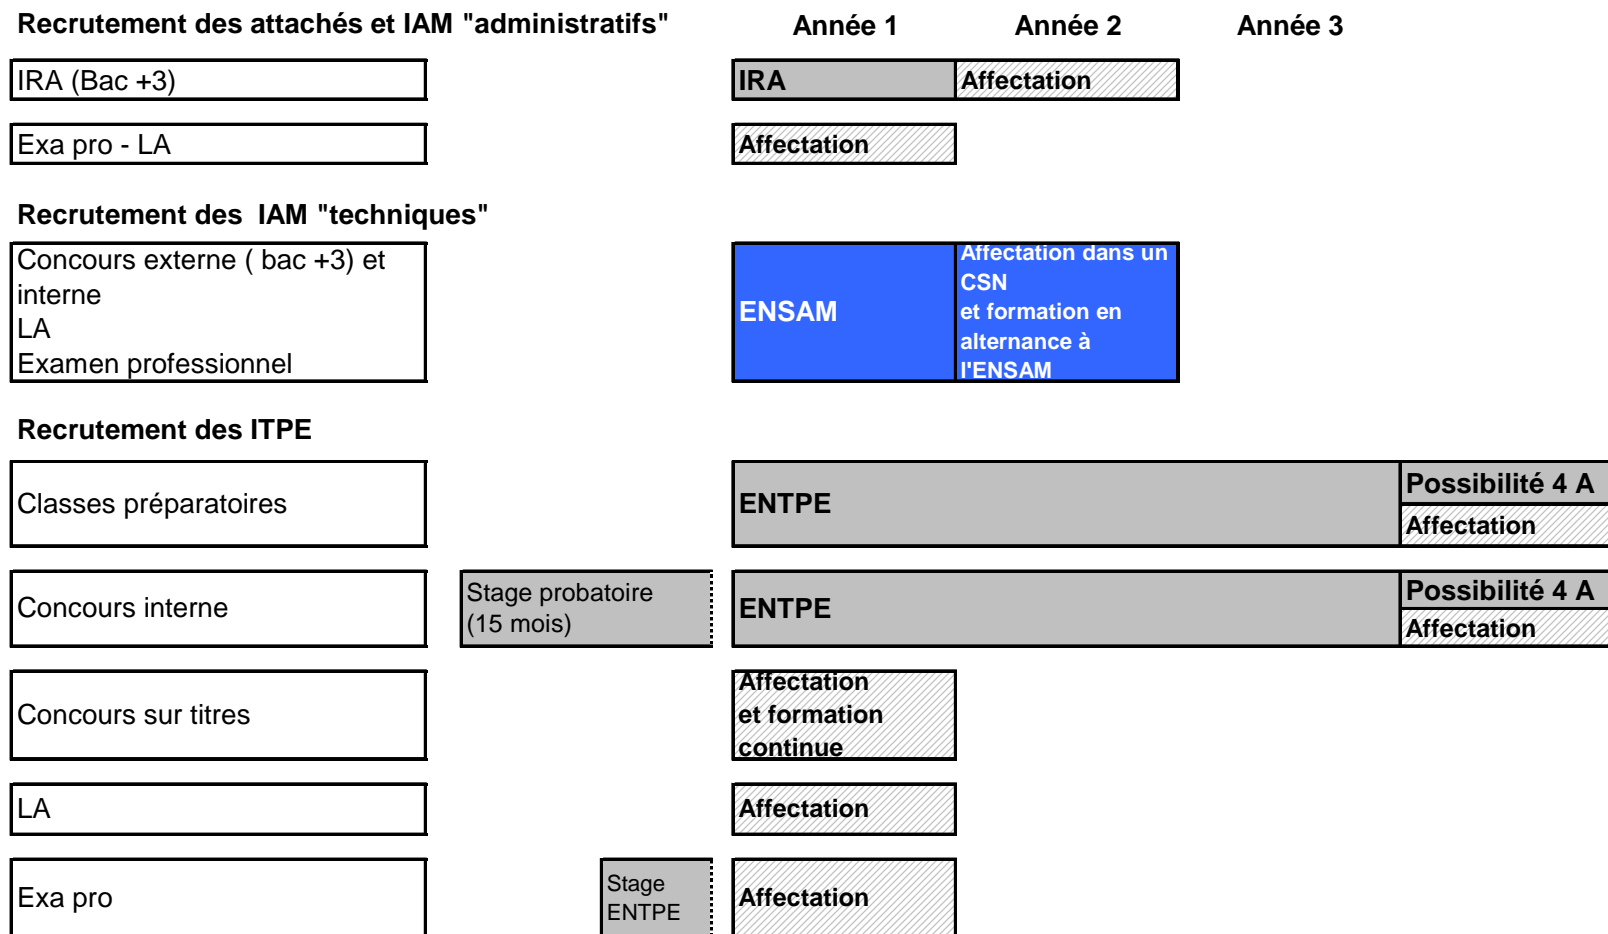 Recrutement des attachés et IAM "administratifs" Année 1 Année 2 Année 3
IRA (Bac +3) IRA Affectation
Exa pro - LA Affectation
Recrutement des IAM "techniques"
Concours externe ( bac +3) et
interne
LA
Examen professionnel
ENSAM
Affectation dans un
CSN
et formation en
alternance à
l'ENSAM
Recrutement des ITPE
Classes préparatoires
ENTPE
Possibilité 4 A
Affectation
Concours interne
Stage probatoire
(15 mois)
ENTPE
Possibilité 4 A
Affectation
Concours sur titres
Affectation
et formation
continue
LA Affectation
Exa pro
Stage
ENTPE
Affectation